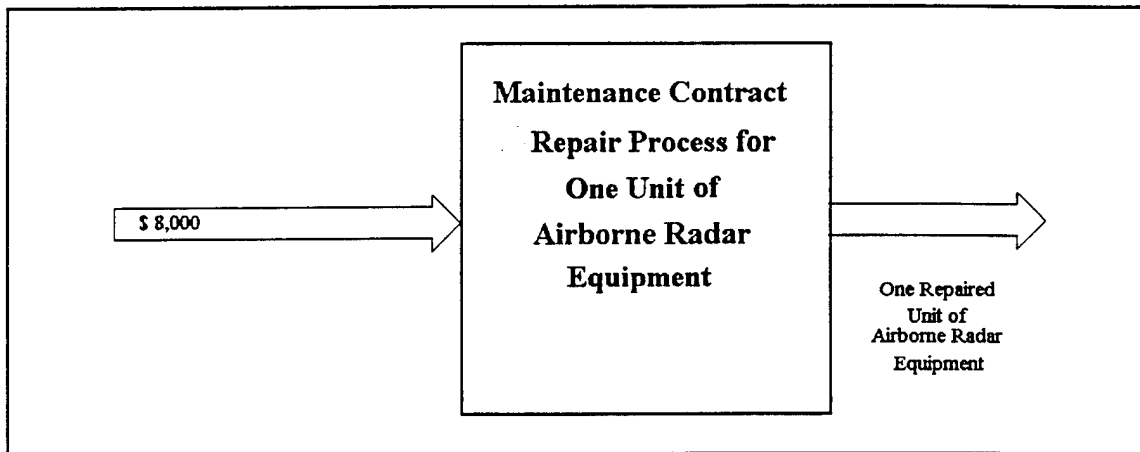 Maintenance Contract
Repair Process for
One Unit of
Airborne Radar
Equipment
$ 8,000
One Repaired
Unit of
Airborne Radar
Equipment